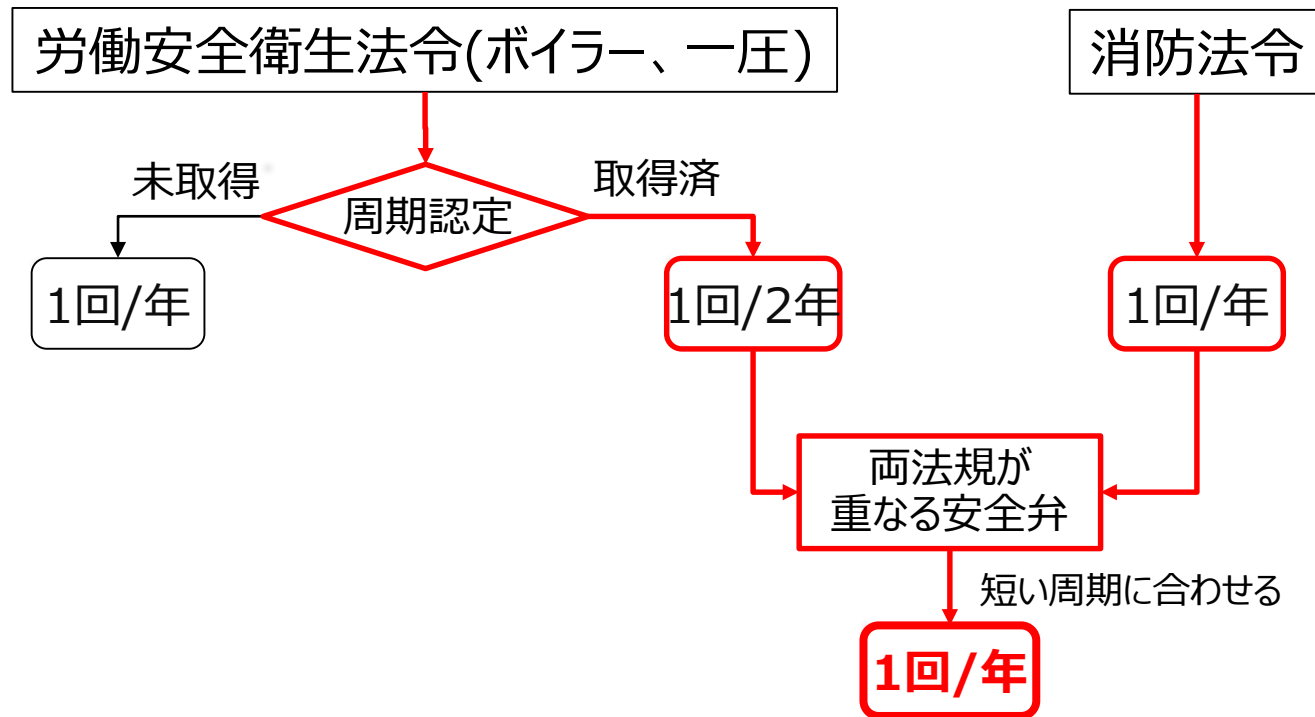 労働安全衛生法令(ボイラー、一圧)
消防法令
未取得
取得済
周期認定
1回/年
1回/2年
1回/年
両法規が
重なる安全弁
短い周期に合わせる
1回/年